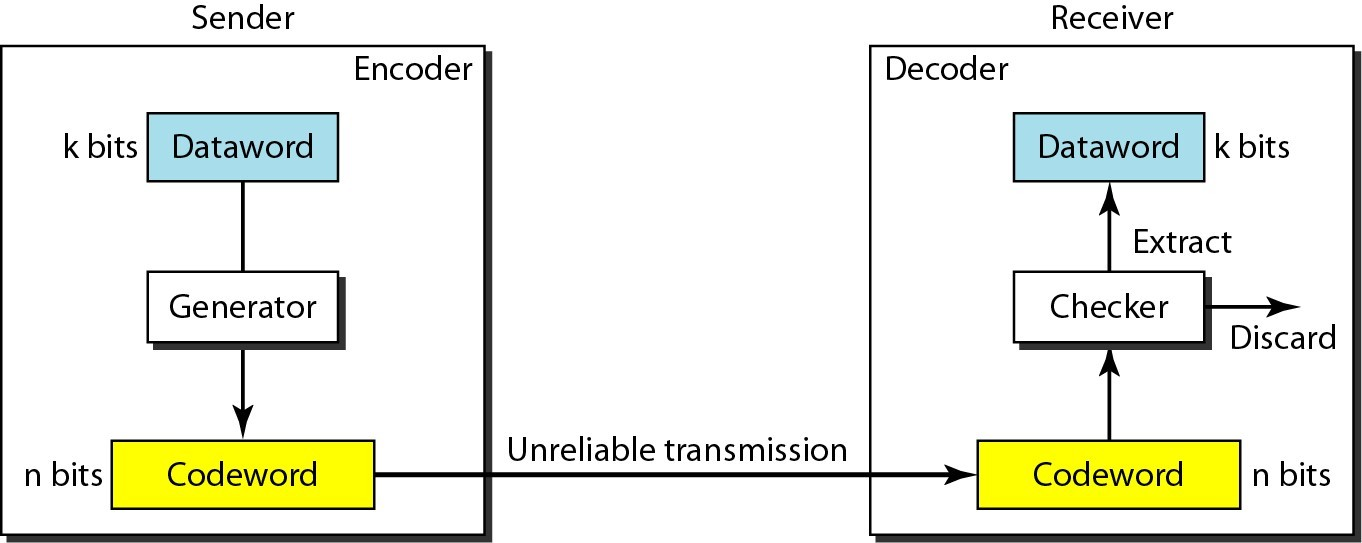 Sender
Encoder
k bits
Dataword
Generator
n bits
Codeword
Unreliable transmission
Receiver
Decoder
Dataword
k bits
Extract
Checker
Discard
Codeword
n bits